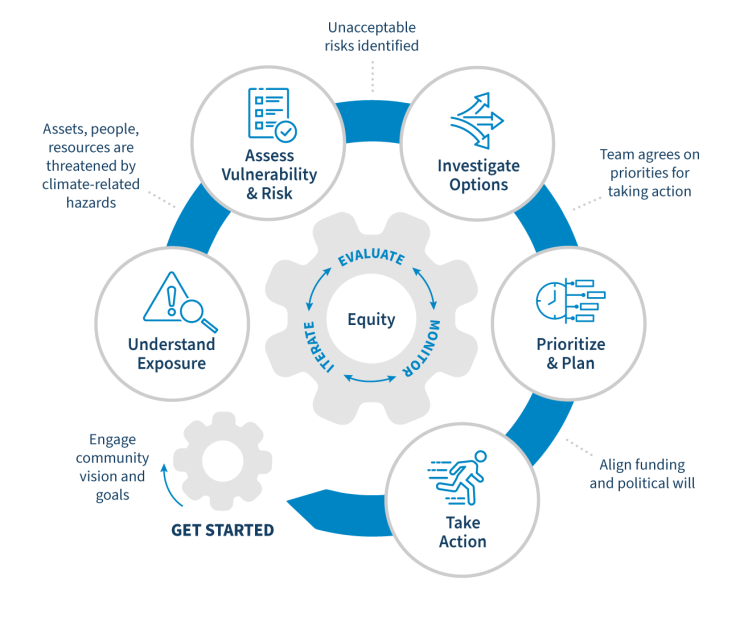 Unacceptable
risks identified
Assets, people,
resources are
threatened by
climate-related
hazards
Assess
Vulnerability
& Risk
Investigate
Options
Team agrees on
priorities for
taking action
Understand
Exposure
EVALUATE
MONITOR
ITERATE
Equity
Prioritize
& Plan
Engage
community
vision and
goals
GET STARTED
Take
Action
Align funding
and political will